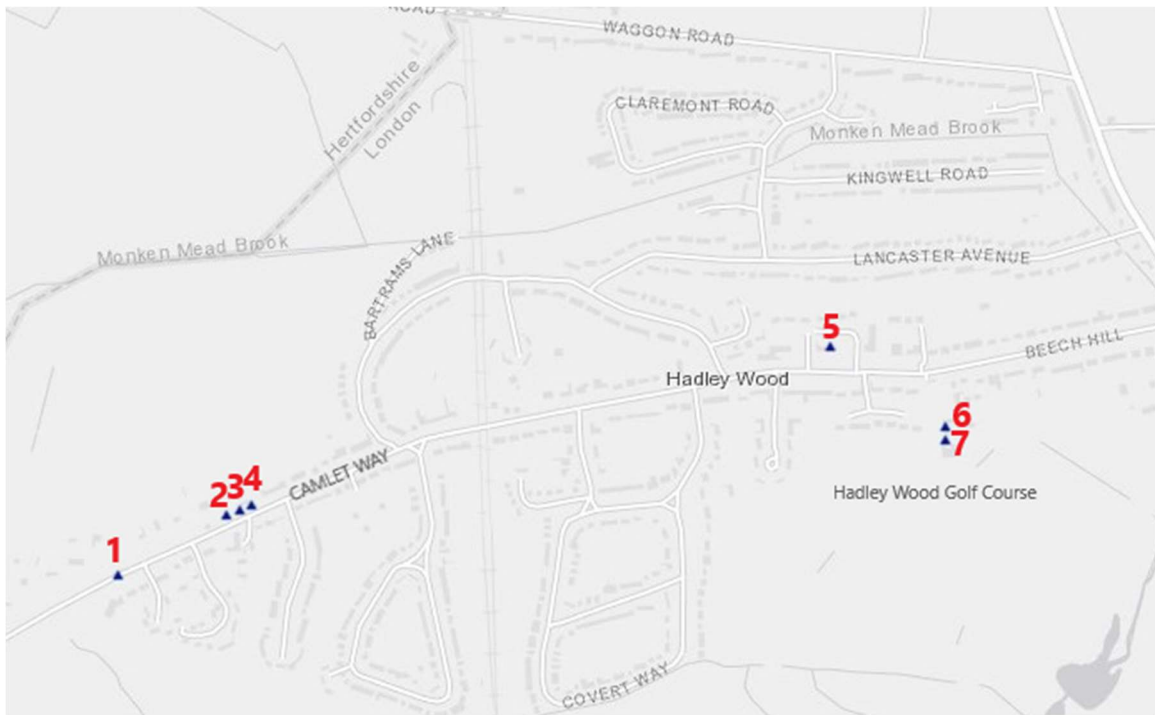 ROAD
WAGGON ROAD
Hertfordshire
London
CLAREMONT ROAD
Monken Mead Brook
KINGWELL ROAD
Monken Mead Brook
BARTRAMS LANE
LANCASTER AVENUE
5
BEECH HILL
Hadley Wood
6
7
CAMLET WAY
2 3 4
Hadley Wood Golf Course
1
COVERT WAY